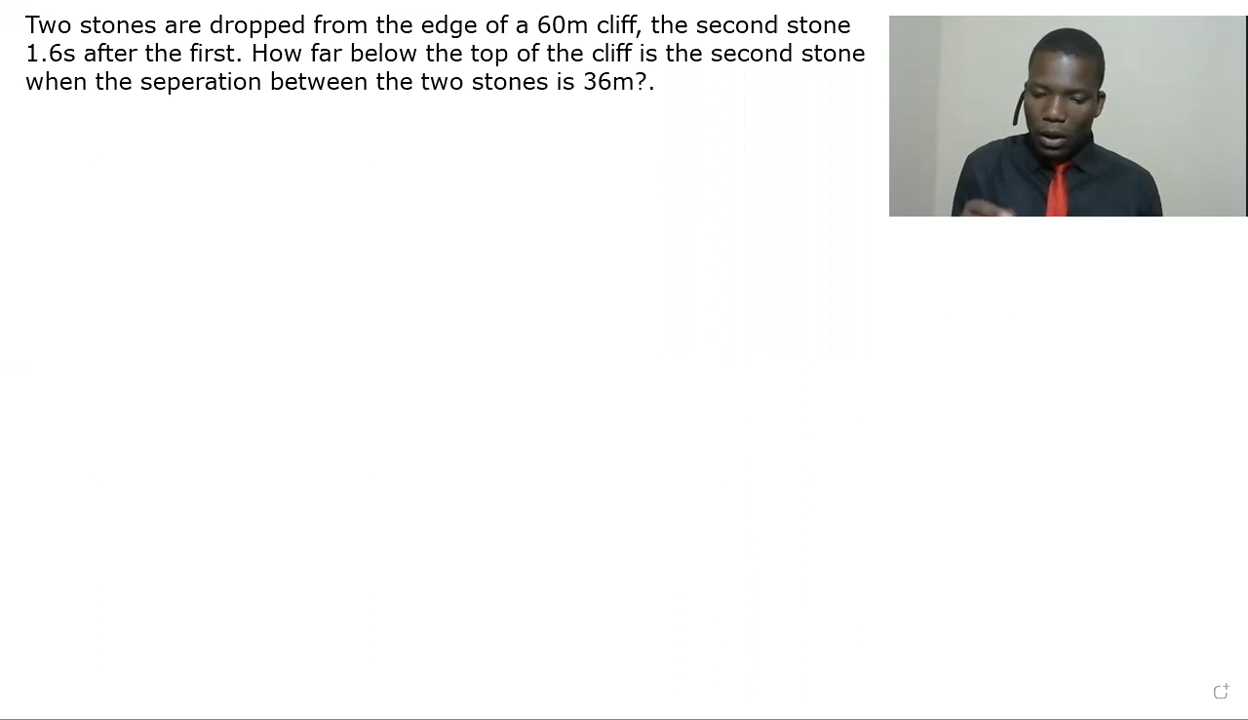 Two stones are dropped from the edge of a 60m cliff, the second stone
1.6s after the first. How far below the top of the cliff is the second stone
when the seperation between the two stones is 36m?.